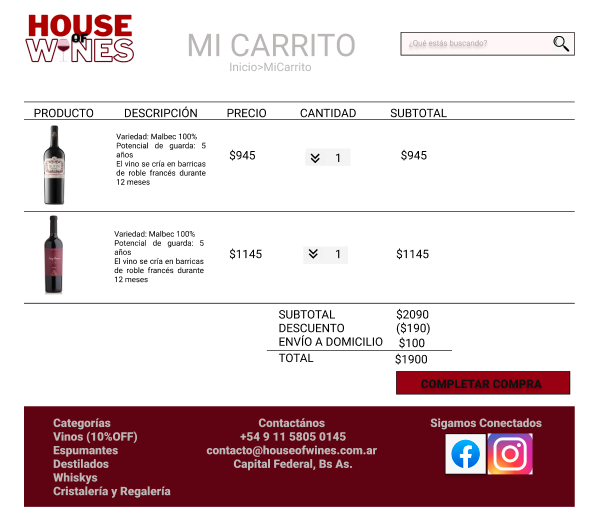 HOUSE
OF
WINES
MI CARRITO
Inicio>MiCarrito
¿Qué estás buscando?
PRODUCTO DESCRIPCIÓN PRECIO CANTIDAD SUBTOTAL
Variedad: Malbec 100%
Potencial de guarda: 5
años
El vino se cría en barricas
de roble francés durante
12 meses
$945 1 $945
Variedad: Malbec 100%
Potencial de guarda: 5
años
El vino se cría en barricas
de roble francés durante
12 meses
$1145 1 $1145
SUBTOTAL $2090
DESCUENTO ($190)
ENVÍO A DOMICILIO $100
TOTAL $1900
COMPLETAR COMPRA
Categorías
Vinos (10%OFF)
Espumantes
Destilados
Whiskys
Cristalería y Regalería
Contactános
+54 9 11 5805 0145
contacto@houseofwines.com.ar
Capital Federal, Bs As.
Sigamos Conectados